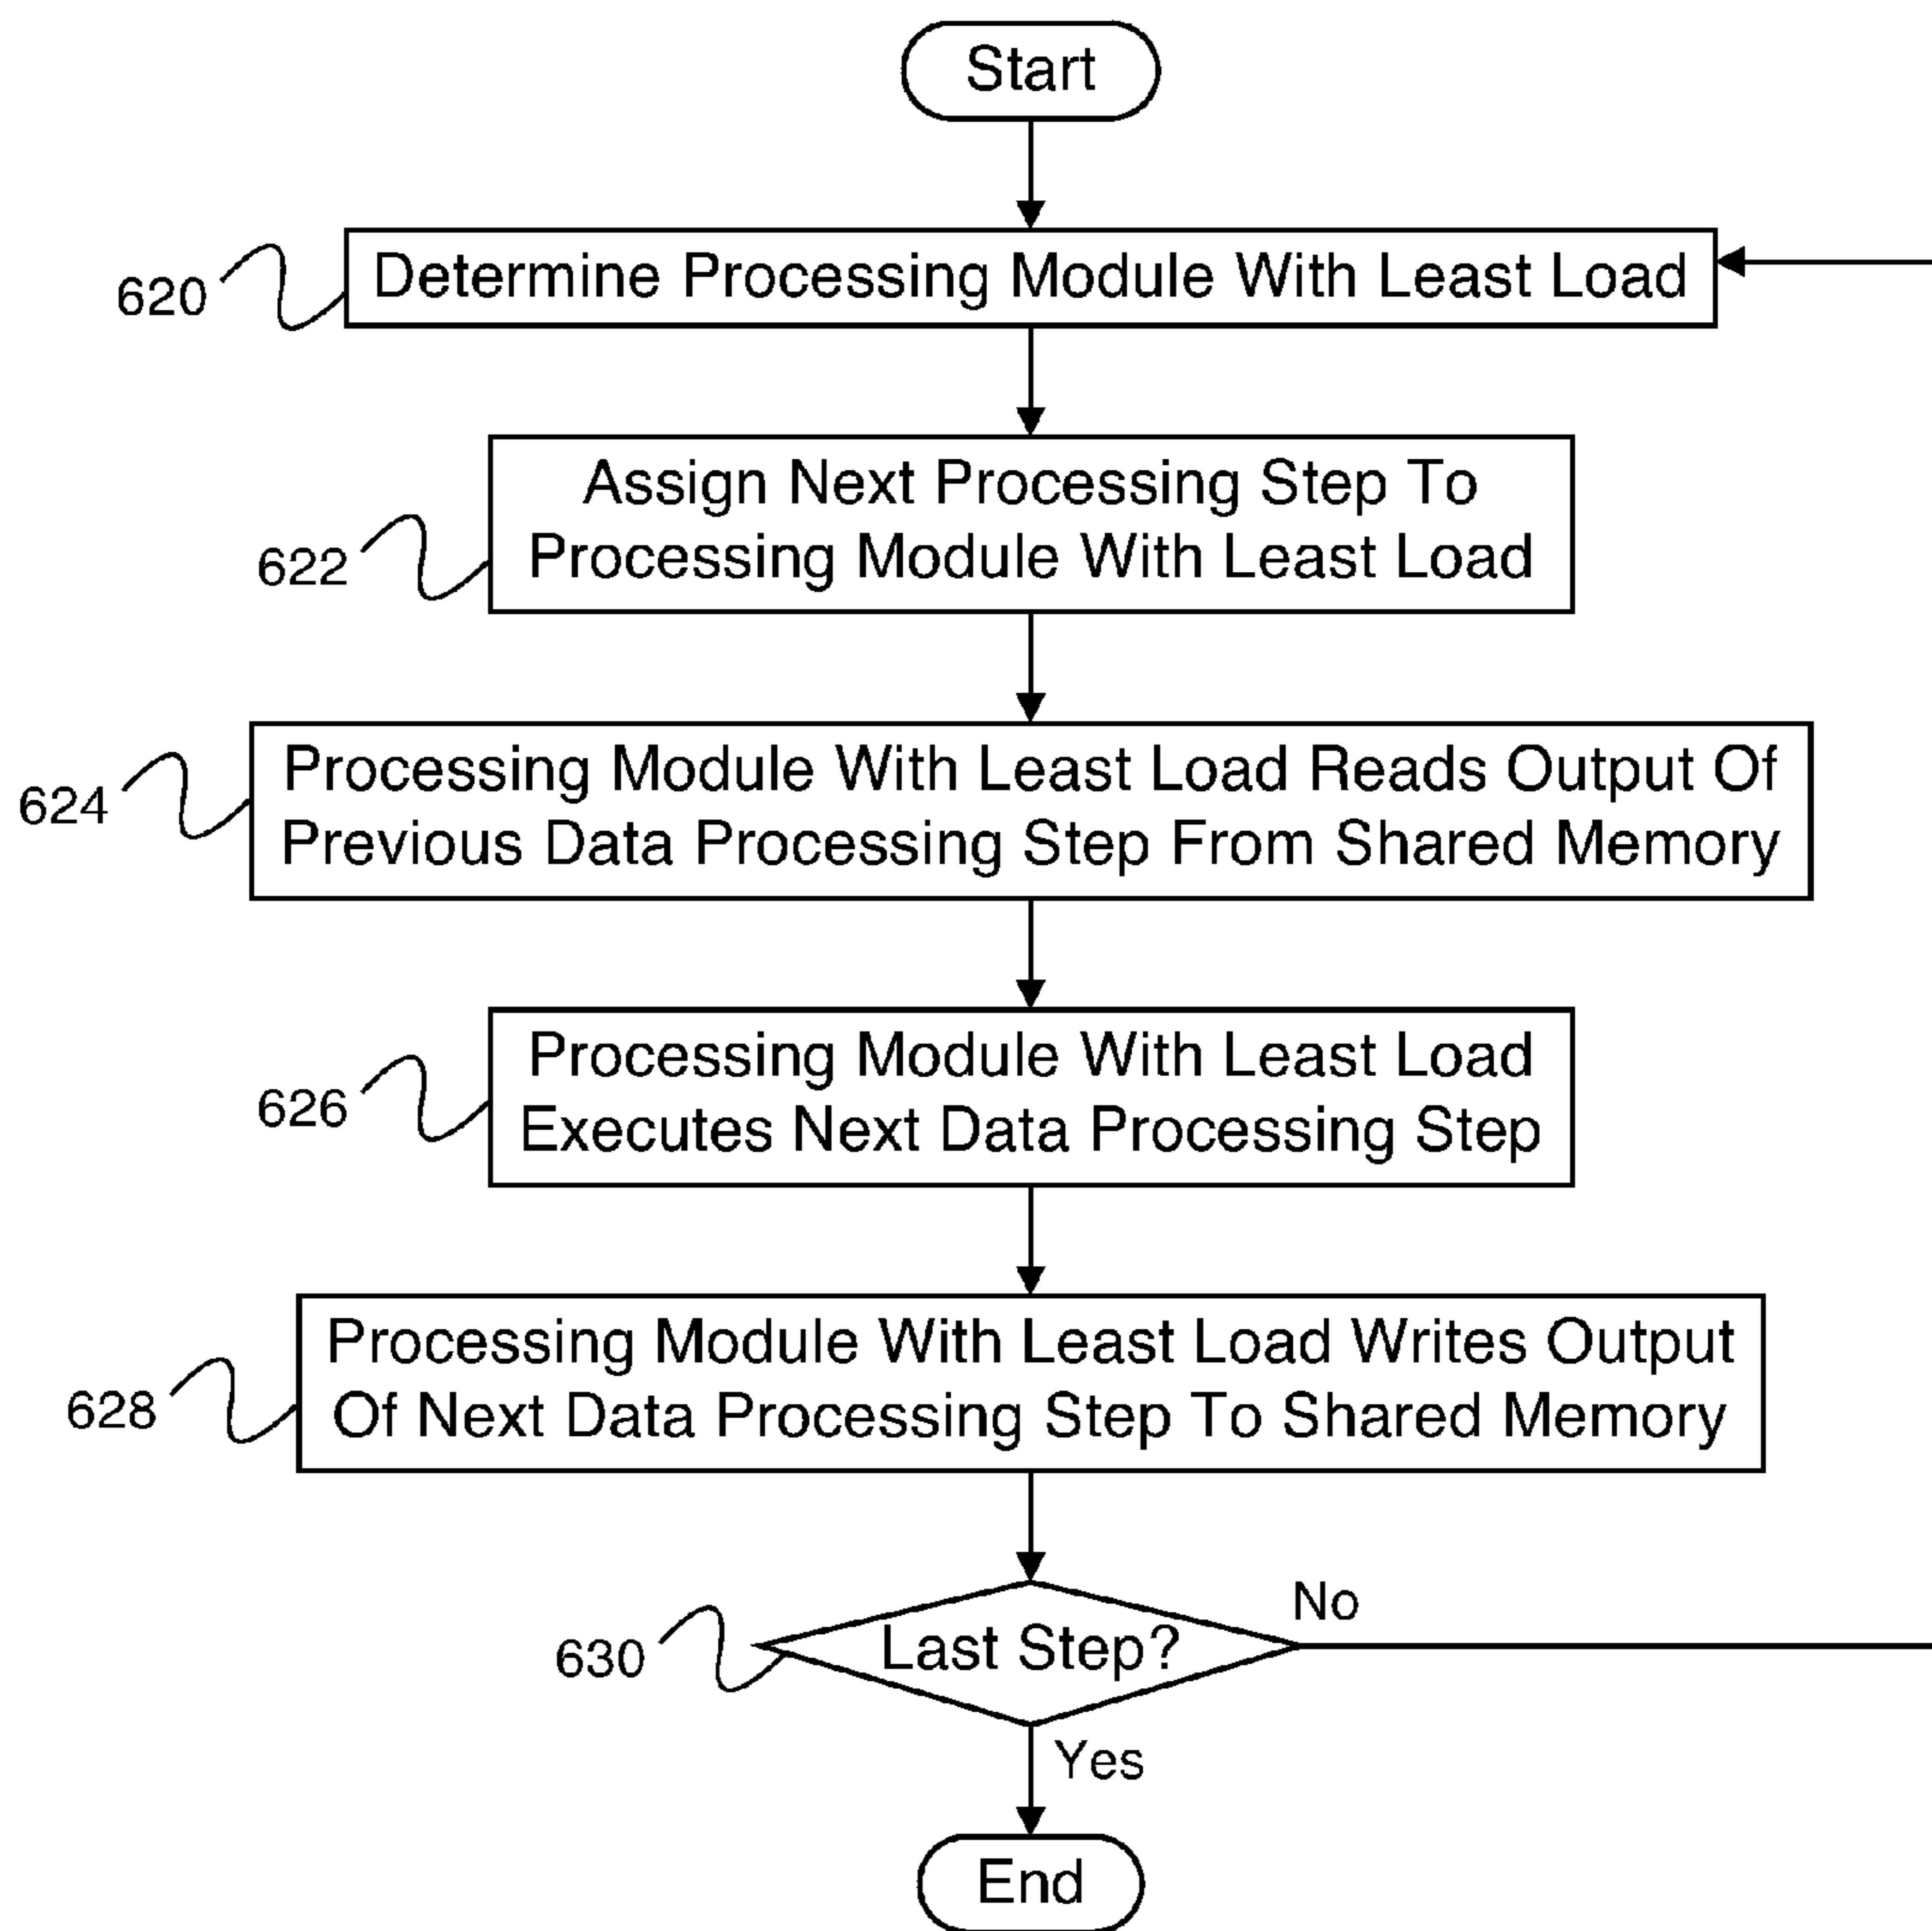 Start
620
Determine Processing Module With Least Load
622
Assign Next Processing Step To
Processing Module With Least Load
624
Processing Module With Least Load Reads Output Of
Previous Data Processing Step From Shared Memory
626
Processing Module With Least Load
Executes Next Data Processing Step
628
Processing Module With Least Load Writes Output
Of Next Data Processing Step To Shared Memory
630
Last Step?
No
Yes
End